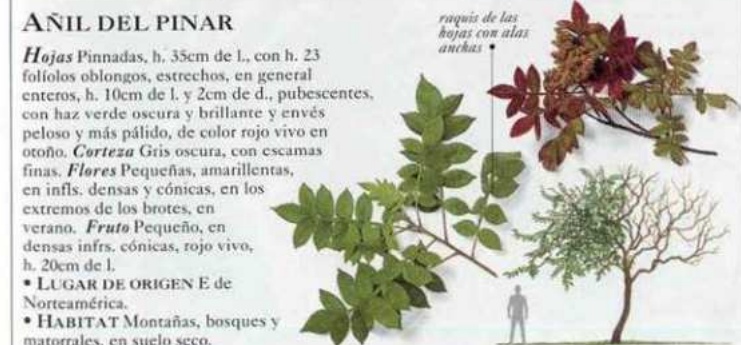 AÑIL DEL PINAR
Hojas Pinnadas, h. 35cm de l., con h. 23
folíolos oblongos, estrechos, en general
enteros, h. 10cm de l. y 2cm de d., pubescentes,
con haz verde oscura y brillante y envés
peloso y más pálido, de color rojo vivo en
otoño. Corteza Gris oscura, con escamas
finas. Flores Pequeñas, amarillentas,
en infls. densas y cónicas, en los
extremos de los brotes, en
verano. Fruto Pequeño, en
densas infrs. cónicas, rojo vivo,
h. 20cm de l.
• LUGAR DE ORIGEN E de
Norteamérica.
• HABITAT Montañas, bosques y
matorrales, en suelo seco.
raquis de las
hojas con alas
anchas •